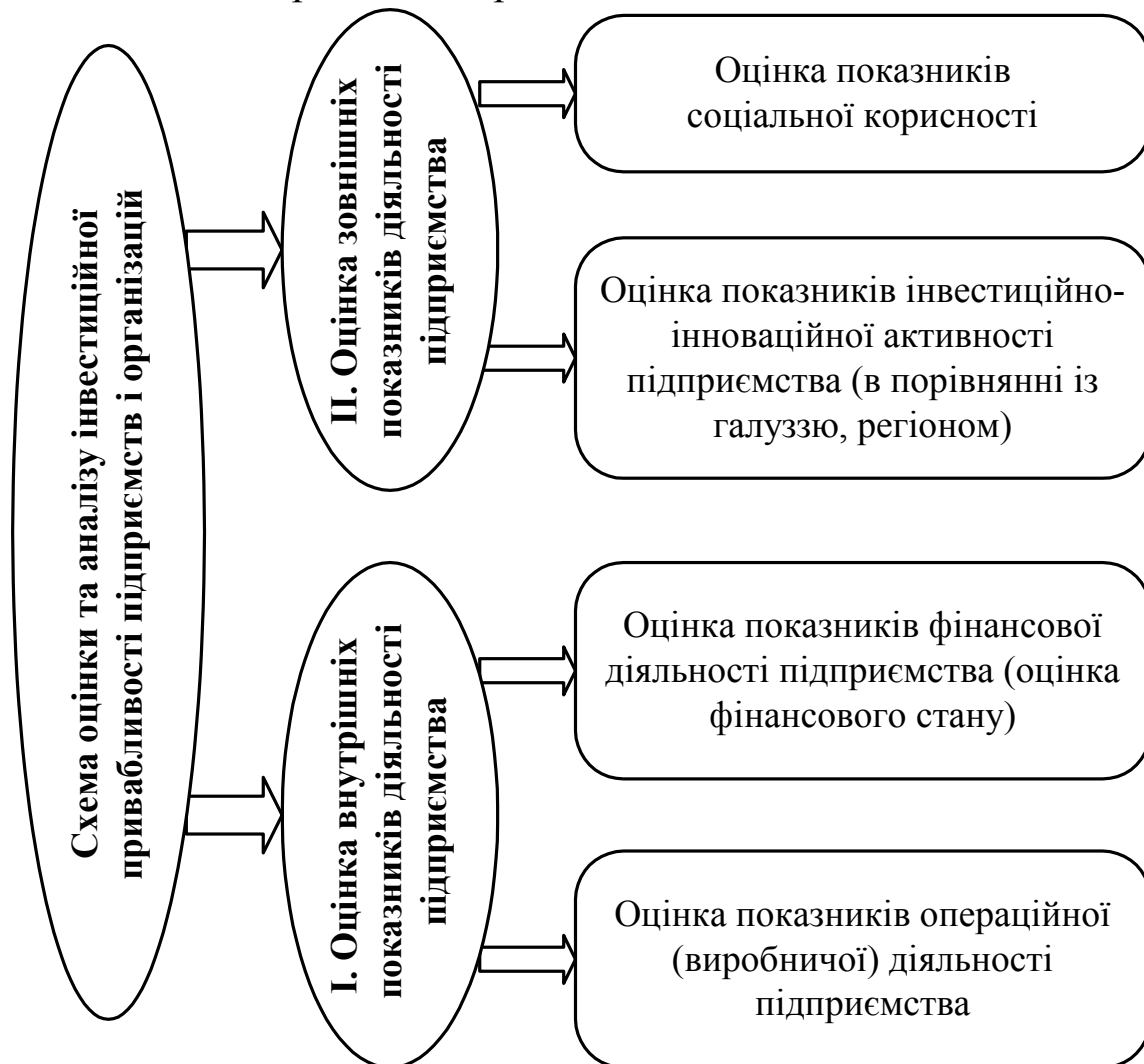 Схема оцінки та аналізу інвестиційної
привабливості підприємств і організацій
ІІ. Оцінка зовнішніх
показників діяльності
підприємства
Оцінка показників
соціальної корисності
Оцінка показників інвестиційно-
інноваційної активності
підприємства (в порівнянні із
галуззю, регіоном)
І. Оцінка внутрішніх
показників діяльності
підприємства
Оцінка показників фінансової
діяльності підприємства (оцінка
фінансового стану)
Оцінка показників операційної
(виробничої) діяльності
підприємства